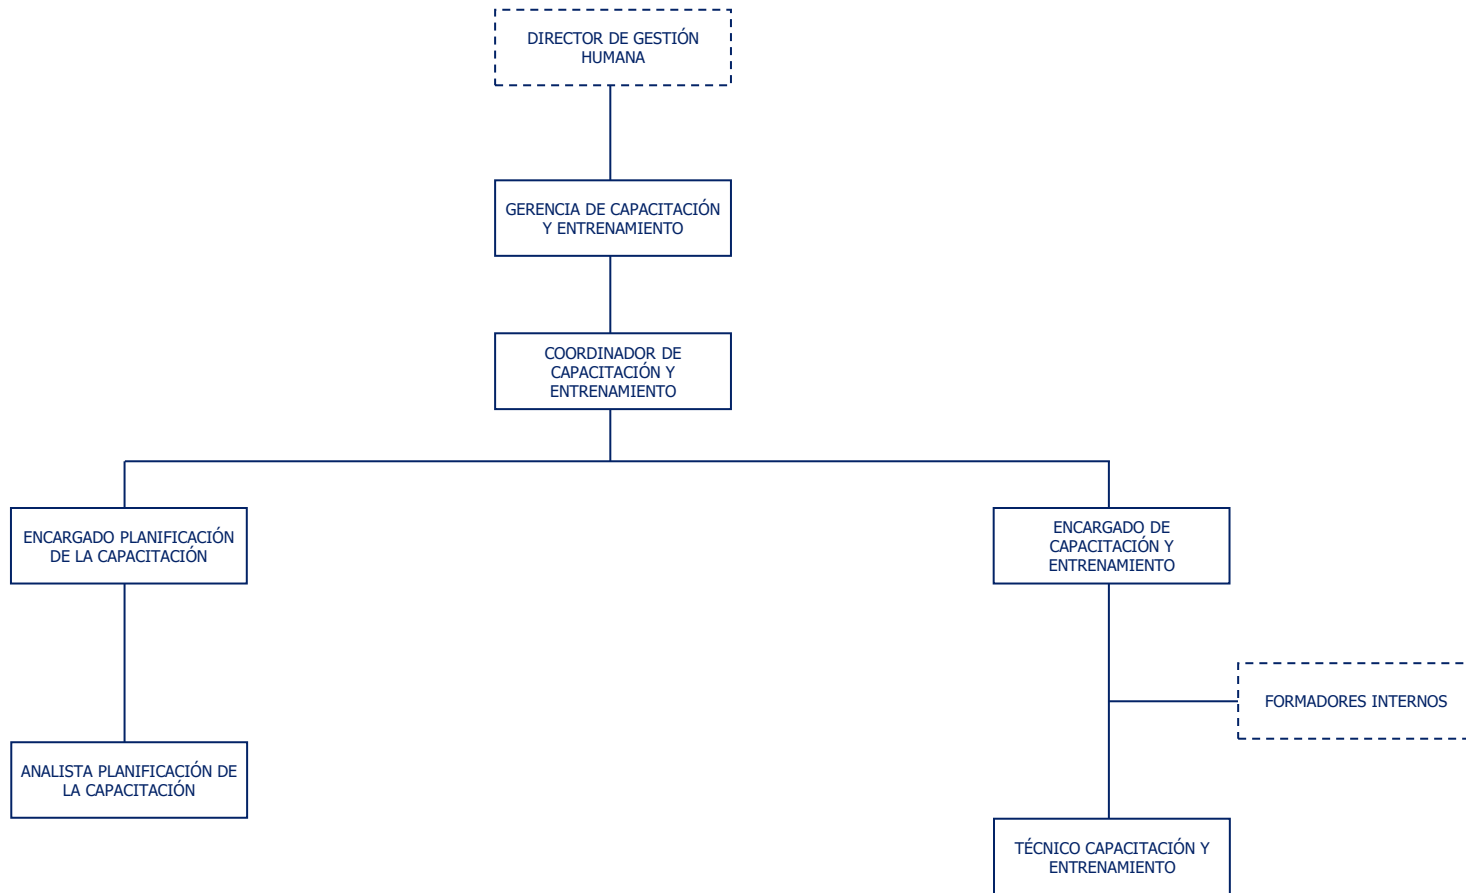 DIRECTOR DE GESTIÓN
HUMANA
GERENCIA DE CAPACITACIÓN
Y ENTRENAMIENTO
COORDINADOR DE
CAPACITACIÓN Y
ENTRENAMIENTO
ENCARGADO PLANIFICACIÓN
DE LA CAPACITACIÓN
ENCARGADO DE
CAPACITACIÓN Y
ENTRENAMIENTO
FORMADORES INTERNOS
ANALISTA PLANIFICACIÓN DE
LA CAPACITACIÓN
TÉCNICO CAPACITACIÓN Y
ENTRENAMIENTO